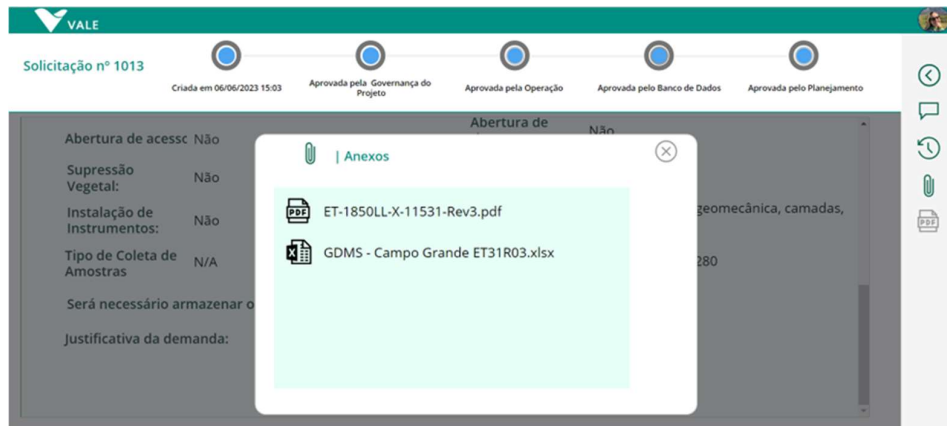 VALE
Solicitação nº 1013
Criada em 06/06/2023 15:03
Aprovada pela Governança do
Projeto
Aprovada pela Operação
Aprovada pelo Banco de Dados
Aprovada pelo Planejamento
Abertura de acessc Não
Abertura de
Não
Supressão
Vegetal:
Não
Instalação de
Instrumentos:
Não
geomecânica, camadas,
Tipo de Coleta de
Amostras
N/A
280
Será necessário armazenar o
Justificativa da demanda:
| Anexos
PDF
ET-1850LL-X-11531-Rev3.pdf
X
GDMS - Campo Grande ET31R03.xlsx
PDF